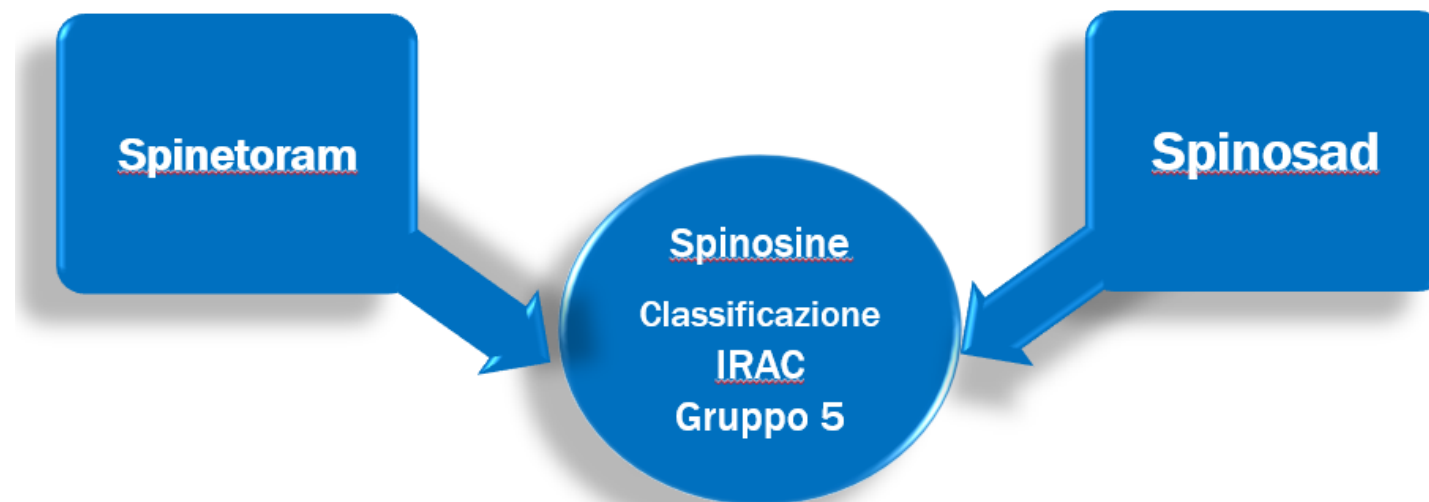 Spinetoram
Spinosad
Spinosine
Classificazione
IRAC
Gruppo 5